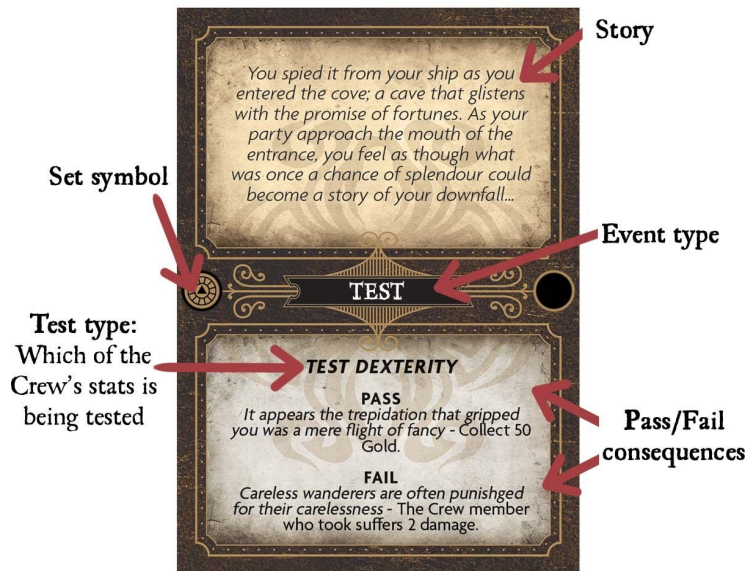 Story
You spied it from your ship as you
entered the cove; a cave that glistens
with the promise of fortunes. As your
party approach the mouth of the
entrance, you feel as though what
was once a chance of splendour could
become a story of your downfall...
Set symbol
Event type
TEST
Test type:
Which of the
Crew's stats is
being tested
TEST DEXTERITY
PASS
It appears the trepidation that gripped
you was a mere flight of fancy - Collect 50
Gold.
Pass/Fail
consequences
FAIL
Careless wanderers are often punishged
for their carelessness - The Crew member
who took suffers 2 damage.